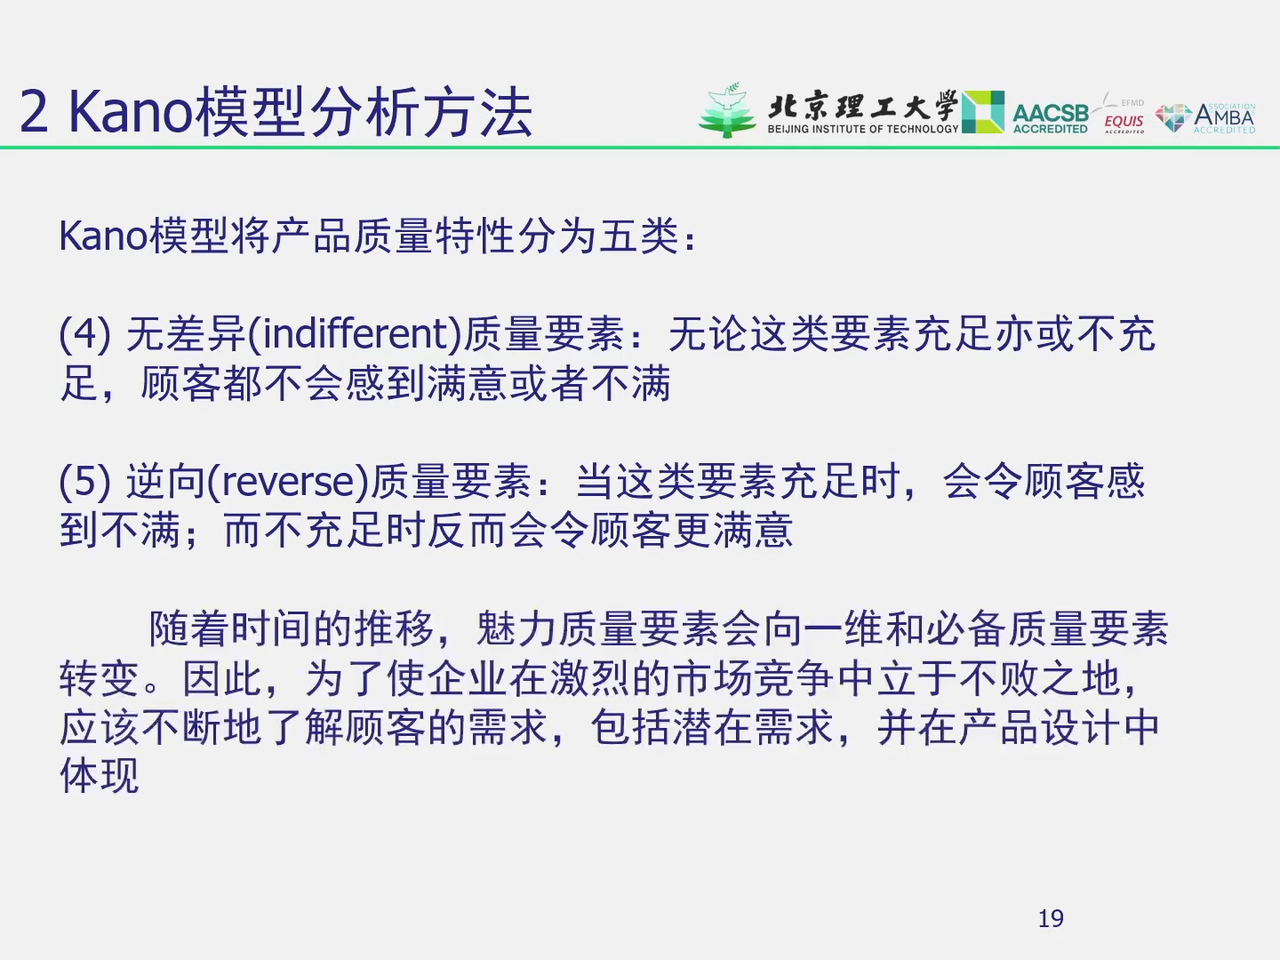 2 Kano模型分析方法
北京理工大学
BEIJING INSTITUTE OF TECHNOLOGY
AACSB
ACCREDITED
EFMD
EQUIS
ACCREDITED
ASSOCIATION
AMBA
ACCREDITED
Kano模型将产品质量特性分为五类：
(4) 无差异(indifferent)质量要素：无论这类要素充足亦或不充
足，顾客都不会感到满意或者不满
(5) 逆向(reverse)质量要素：当这类要素充足时，会令顾客感
到不满；而不充足时反而会令顾客更满意
随着时间的推移，魅力质量要素会向一维和必备质量要素
转变。因此，为了使企业在激烈的市场竞争中立于不败之地，
应该不断地了解顾客的需求，包括潜在需求，并在产品设计中
体现
19